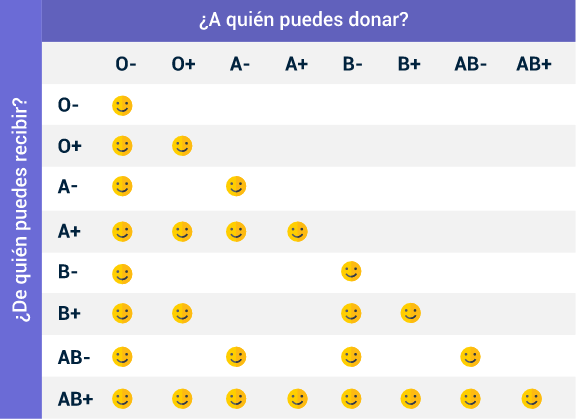 ¿A quién puedes donar?
¿De quién puedes recibir?
O- O+ A- A+ B- B+ AB- AB+
O-
O+
A-
A+
B-
B+
AB-
AB+